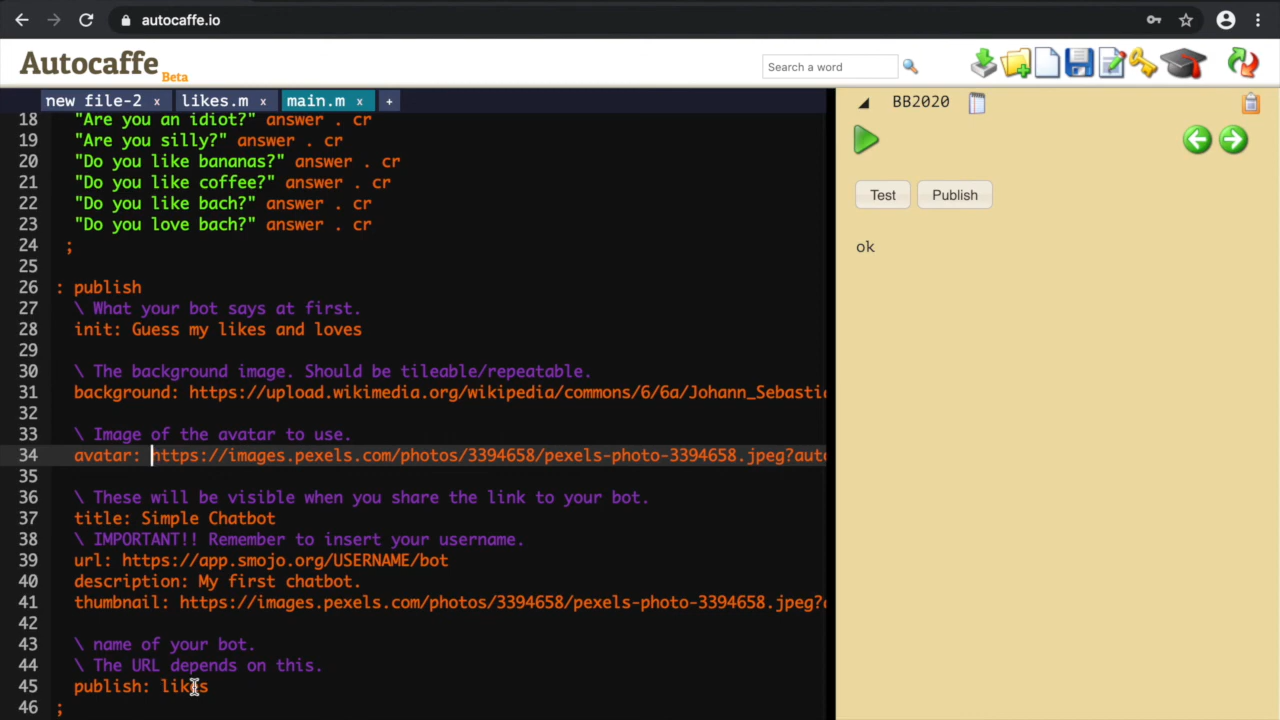 autocaffe.io
Autocaffe Beta
Search a word
new file-2 x likes.m x main.m x +
BB2020
Test Publish
ok
18 "Are you an idiot?" answer . cr
19 "Are you silly?" answer . cr
20 "Do you like bananas?" answer . cr
21 "Do you like coffee?" answer . cr
22 "Do you like bach?" answer . cr
23 "Do you love bach?" answer . cr
24 ;
25
26 : publish
27 \ What your bot says at first.
28 init: Guess my likes and loves
29
30 \ The background image. Should be tileable/repeatable.
31 background: https://upload.wikimedia.org/wikipedia/commons/6/6a/Johann_Sebastia
32
33 \ Image of the avatar to use.
34 avatar: https://images.pexels.com/photos/3394658/pexels-photo-3394658.jpeg?auto
35
36 \ These will be visible when you share the link to your bot.
37 title: Simple Chatbot
38 \ IMPORTANT!! Remember to insert your username.
39 url: https://app.smojo.org/USERNAME/bot
40 description: My first chatbot.
41 thumbnail: https://images.pexels.com/photos/3394658/pexels-photo-3394658.jpeg?
42
43 \ name of your bot.
44 \ The URL depends on this.
45 publish: likes
46 ;